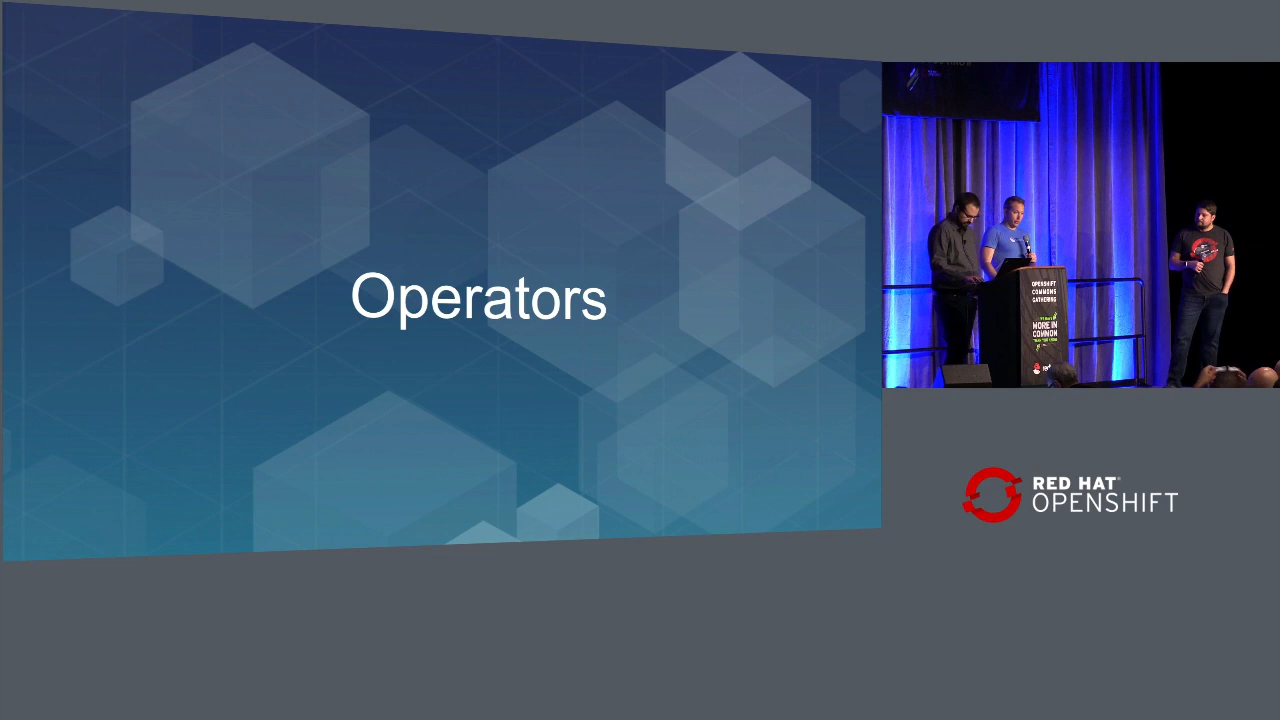 Operators
OPENSHIFT
COMMONS
GATHERING
MORE IN
COMMON
RED HAT
OPENSHIFT